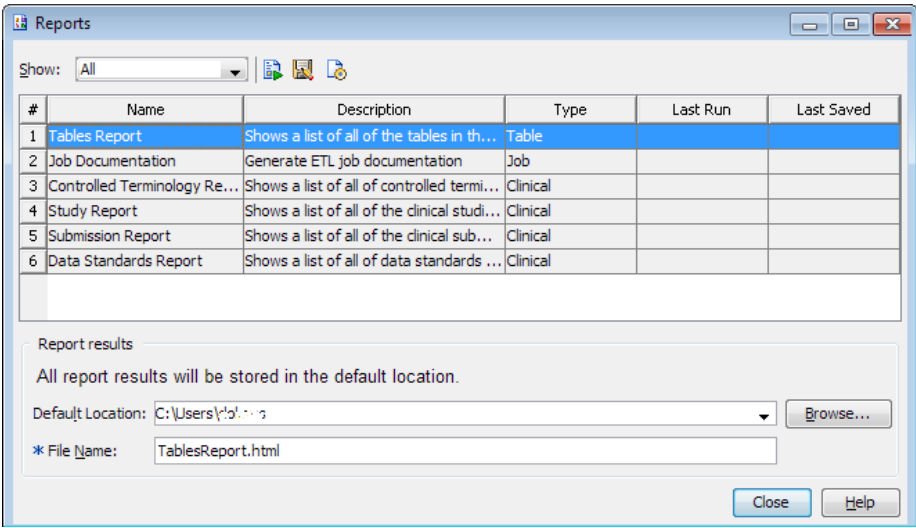 Reports
Show: All
# Name Description Type Last Run Last Saved
1 Tables Report Shows a list of all of the tables in th... Table
2 Job Documentation Generate ETL job documentation Job
3 Controlled Terminology Re... Shows a list of all of controlled termi... Clinical
4 Study Report Shows a list of all of the clinical studi... Clinical
5 Submission Report Shows a list of all of the clinical sub... Clinical
6 Data Standards Report Shows a list of all of data standards ... Clinical
Report results
All report results will be stored in the default location.
Default Location: C:\Users\ Browse...
* File Name: TablesReport.html
Close Help